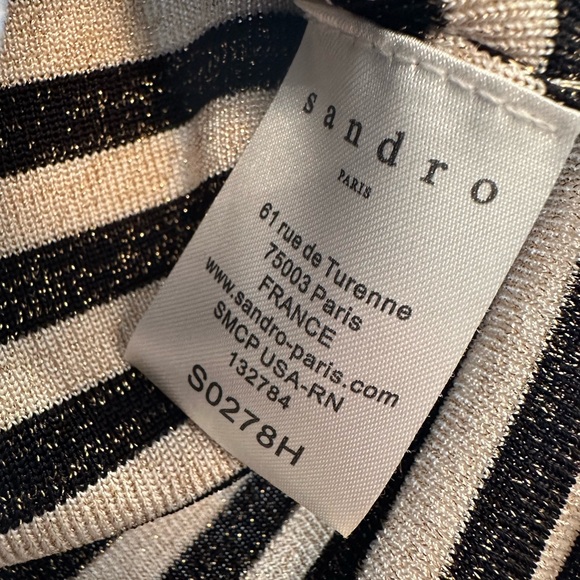 sandro
PARIS
61 rue de Turenne
75003 Paris
FRANCE
www.sandro-paris.com
SMCP USA-RN
132784
S0278H